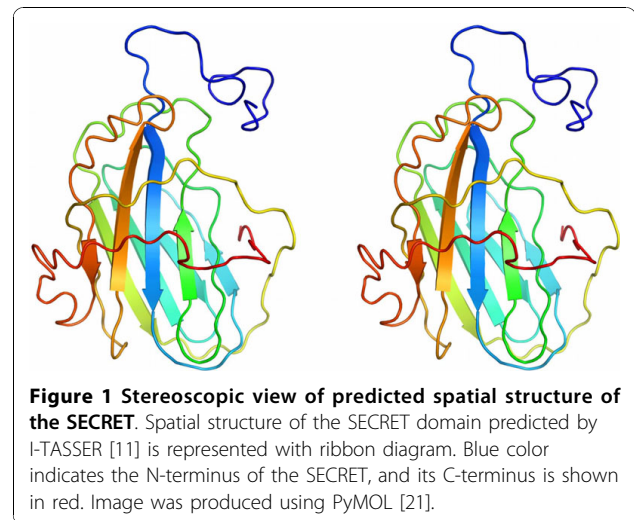 Figure 1 Stereoscopic view of predicted spatial structure of
the SECRET. Spatial structure of the SECRET domain predicted by
I-TASSER [11] is represented with ribbon diagram. Blue color
indicates the N-terminus of the SECRET, and its C-terminus is shown
in red. Image was produced using PyMOL [21].